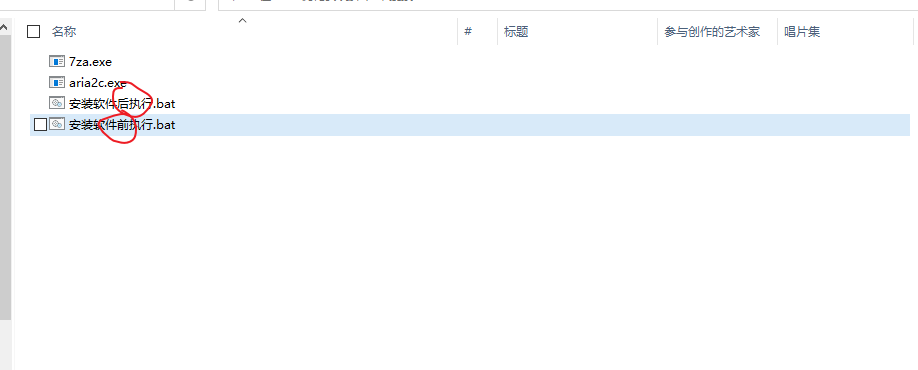 名称 # 标题 参与创作的艺术家 唱片集
7za.exe
aria2c.exe
安装软件后执行.bat
安装软件前执行.bat